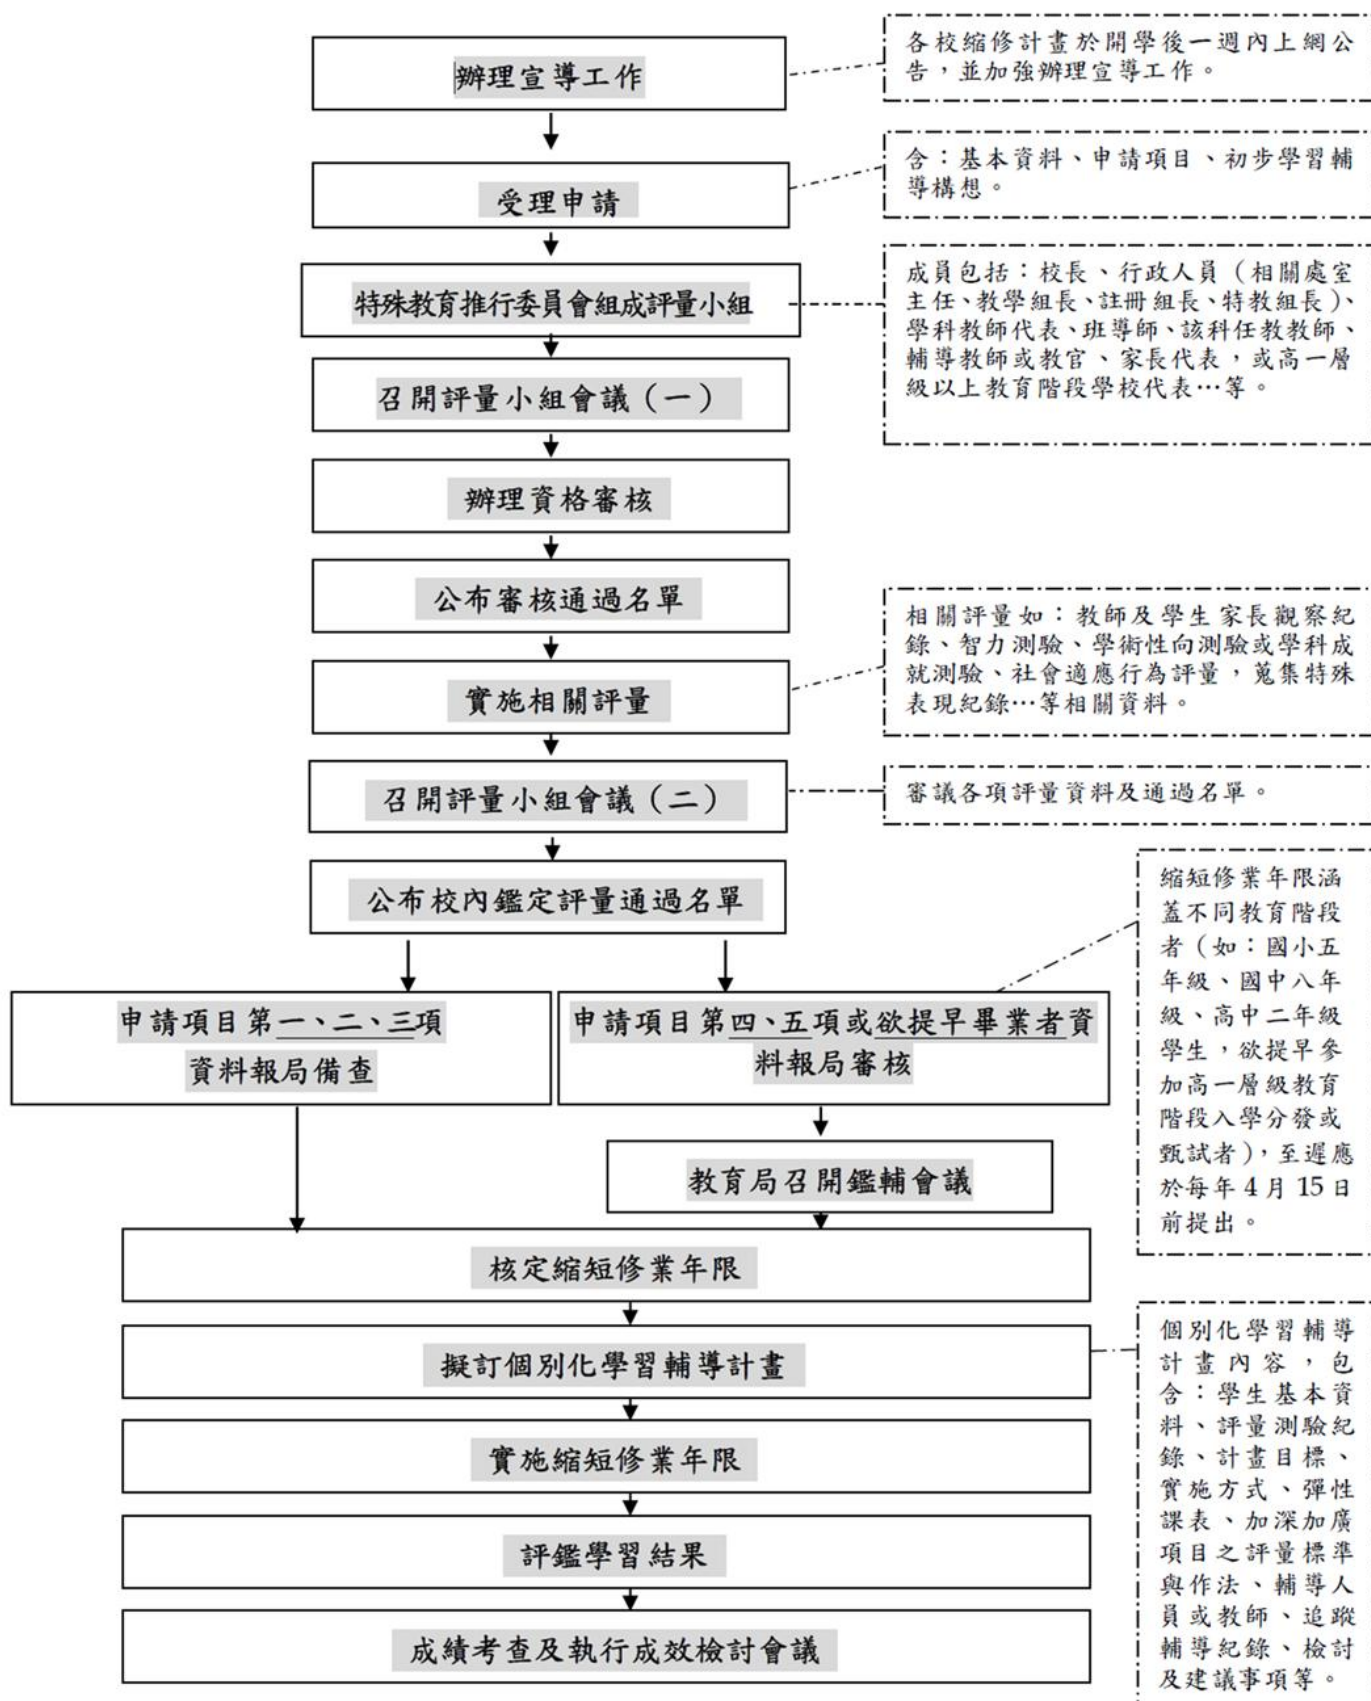 辦理宣導工作
各校縮修計畫於開學後一週內上網公
告，並加強辦理宣導工作。
受理申請
含：基本資料、申請項目、初步學習輔
導構想。
特殊教育推行委員會組成評量小組
成員包括：校長、行政人員（相關處室
主任、教學組長、註冊組長、特教組長）、
學科教師代表、班導師、該科任教教師、
輔導教師或教官、家長代表，或高一層
級以上教育階段學校代表…等。
召開評量小組會議（一）
辦理資格審核
公布審核通過名單
實施相關評量
相關評量如：教師及學生家長觀察紀
錄、智力測驗、學術性向測驗或學科成
就測驗、社會適應行為評量，蒐集特殊
表現紀錄…等相關資料。
召開評量小組會議（二）
審議各項評量資料及通過名單。
公布校內鑑定評量通過名單
申請項目第一、二、三項
資料報局備查
申請項目第四、五項或欲提早畢業者資
料報局審核
縮短修業年限涵
蓋不同教育階段
者（如：國小五
年級、國中八年
級、高中二年級
學生，欲提早參
加高一層級教育
階段入學分發或
甄試者），至遲應
於每年 4 月 15 日
前提出。
教育局召開鑑輔會議
核定縮短修業年限
擬訂個別化學習輔導計畫
個別化學習輔導
計畫內容，包
含：學生基本資
料、評量測驗紀
錄、計畫目標、
實施方式、彈性
課表、加深加廣
項目之評量標準
與作法、輔導人
員或教師、追蹤
輔導紀錄、檢討
及建議事項等。
實施縮短修業年限
評鑑學習結果
成績考查及執行成效檢討會議